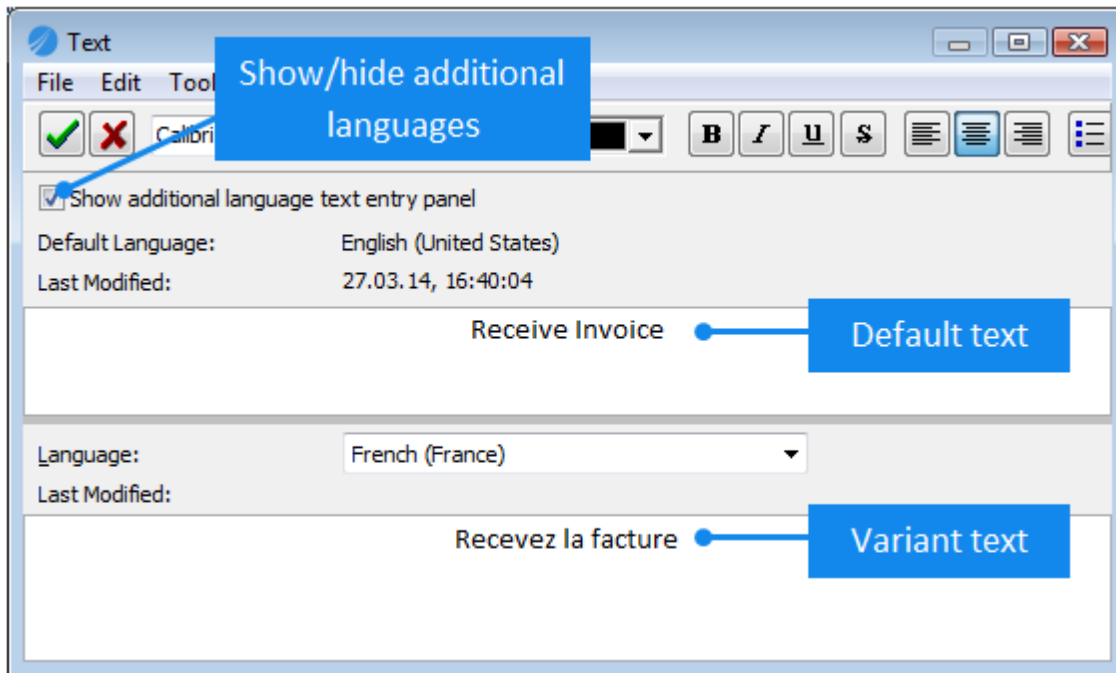 Text
Show/hide additional
languages
File Edit Tool
Calibri
B I U S
Show additional language text entry panel
Default Language: English (United States)
Last Modified: 27.03.14, 16:40:04
Receive Invoice
Default text
Language: French (France)
Last Modified:
Recevez la facture
Variant text